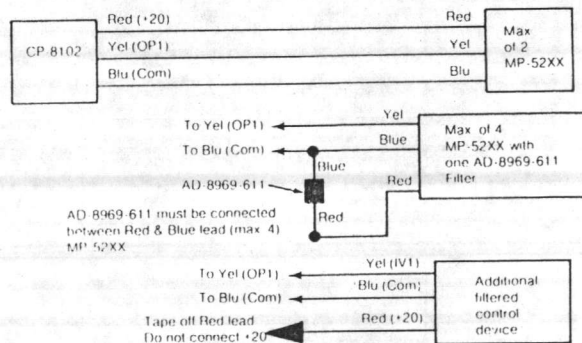 Red (+20)
Red
CP-8102
Yel (OP1)
Yel
Max
of 2
MP-52XX
Blu (Com)
Blu
To Yel (OP1)
Yel
To Blu (Com)
Blue
Max of 4
MP-52XX with
one AD-8969-611
Filter
Blue
AD-8969-611
Red
Red
AD 8969-611 must be connected
between Red & Blue lead (max 4)
MP-52XX
To Yel (OP1)
Yel (IV1)
To Blu (Com)
Blu (Com)
Additional
filtered
control
device
Tape off Red lead
Do not connect +20
Red (+20)